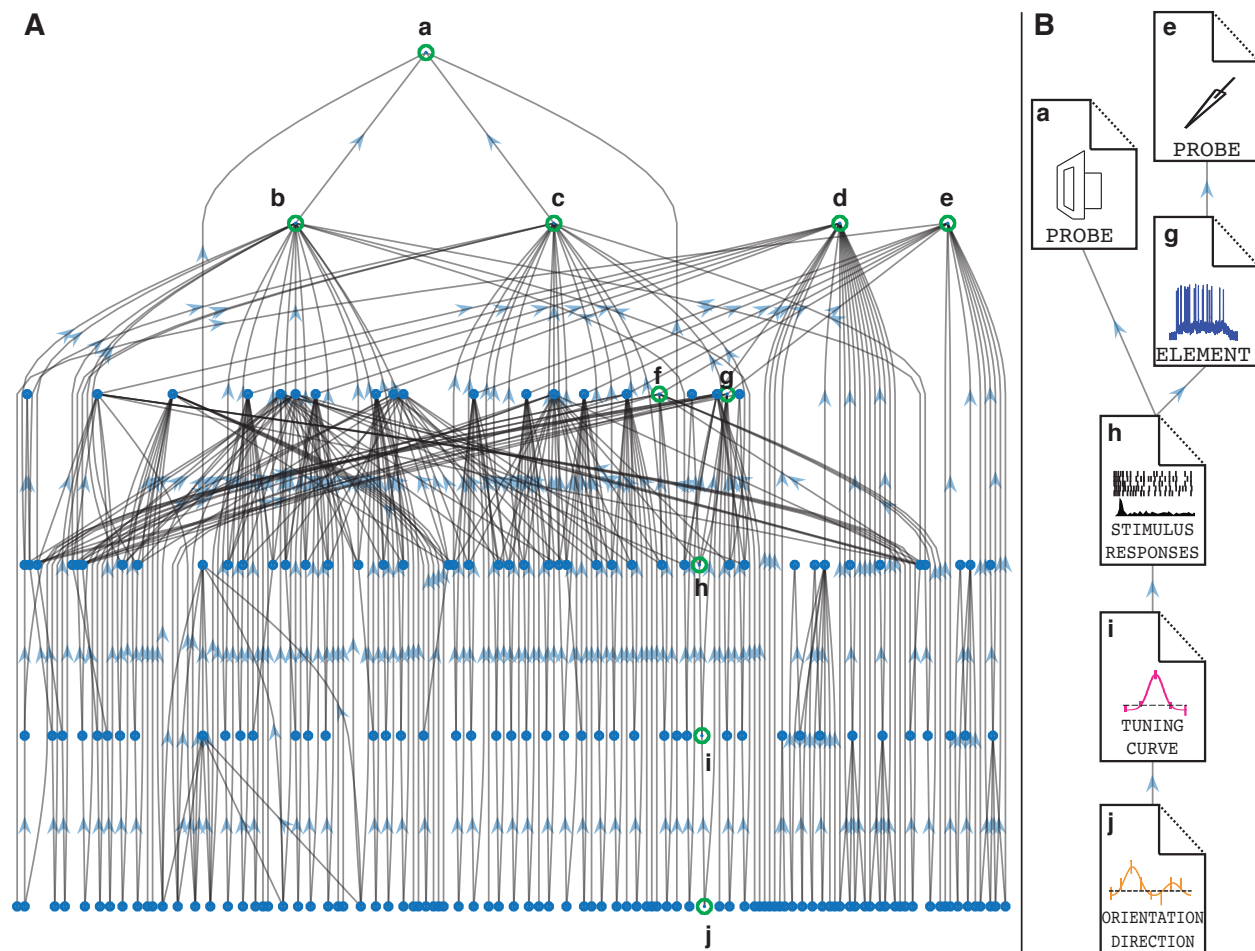 A
a
b
c
d
e
f
g
h
i
j
B
e
PROBE
a
PROBE
g
ELEMENT
h
STIMULUS
RESPONSES
i
TUNING
CURVE
j
ORIENTATION
DIRECTION